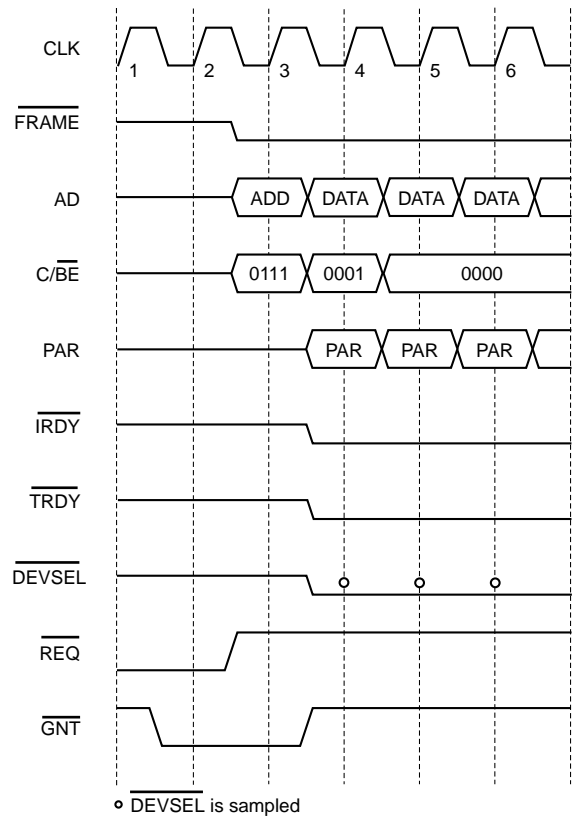 CLK
1 2 3 4 5 6
FRAME
AD ADD DATA DATA DATA
C/BE 0111 0001 0000
PAR PAR PAR PAR
IRDY
TRDY
DEVSEL
REQ
GNT
DEVSEL is sampled